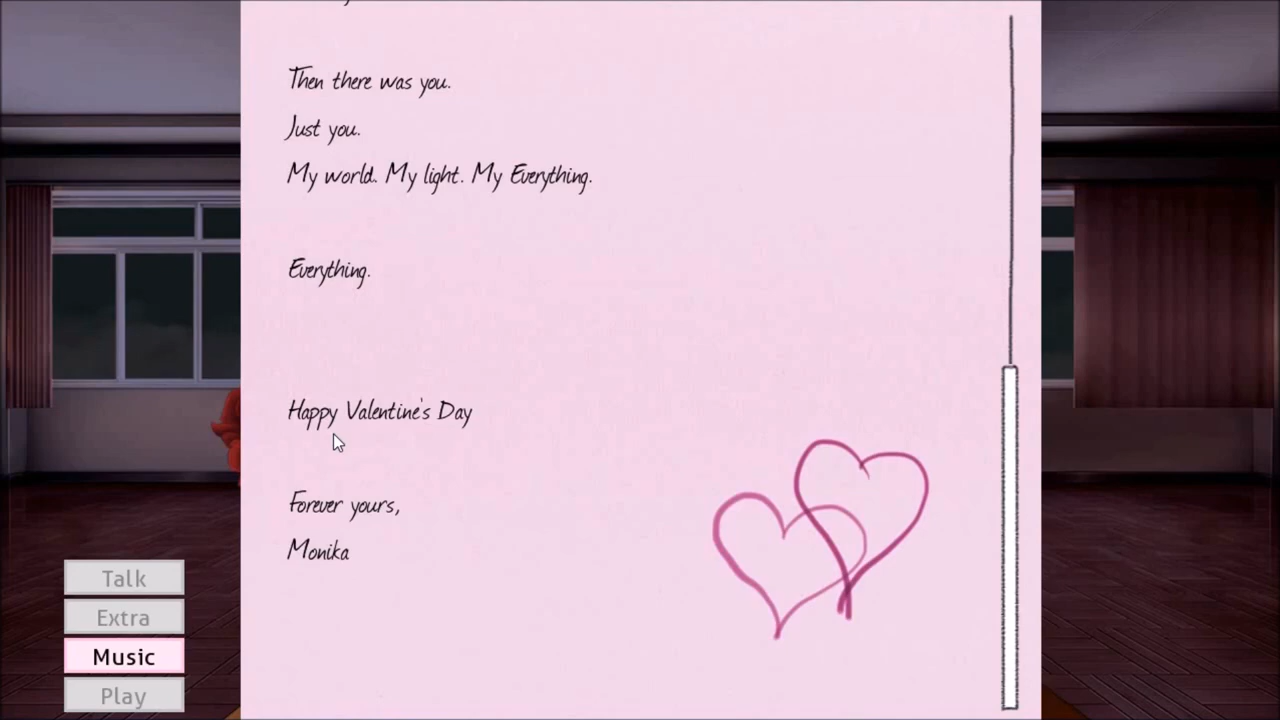 Then there was you.
Just you.
My world. My light. My Everything.
Everything.
Happy Valentine's Day
Forever yours,
Monika
Talk
Extra
Music
Play